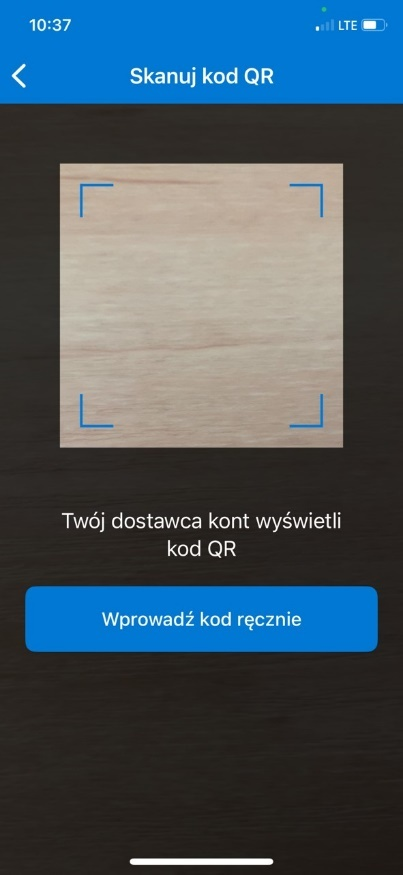 10:37 LTE
Skanuj kod QR
Twój dostawca kont wyświetli
kod QR
Wprowadź kod ręcznie